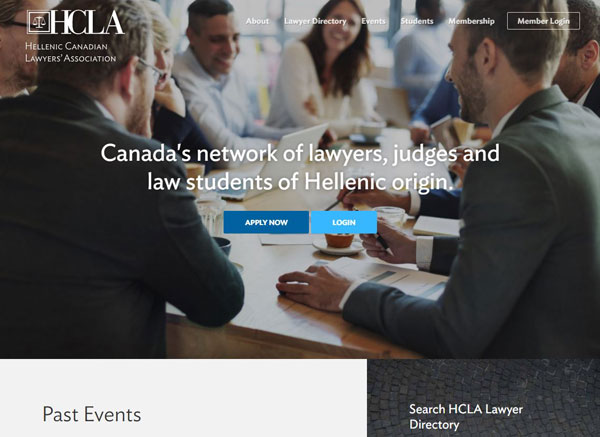 HCLA
HELLENIC CANADIAN
LAWYERS' ASSOCIATION
About Lawyer Directory Events Students Membership Member Login
Canada's network of lawyers, judges and
law students of Hellenic origin.
APPLY NOW LOGIN
Past Events
Search HCLA Lawyer
Directory